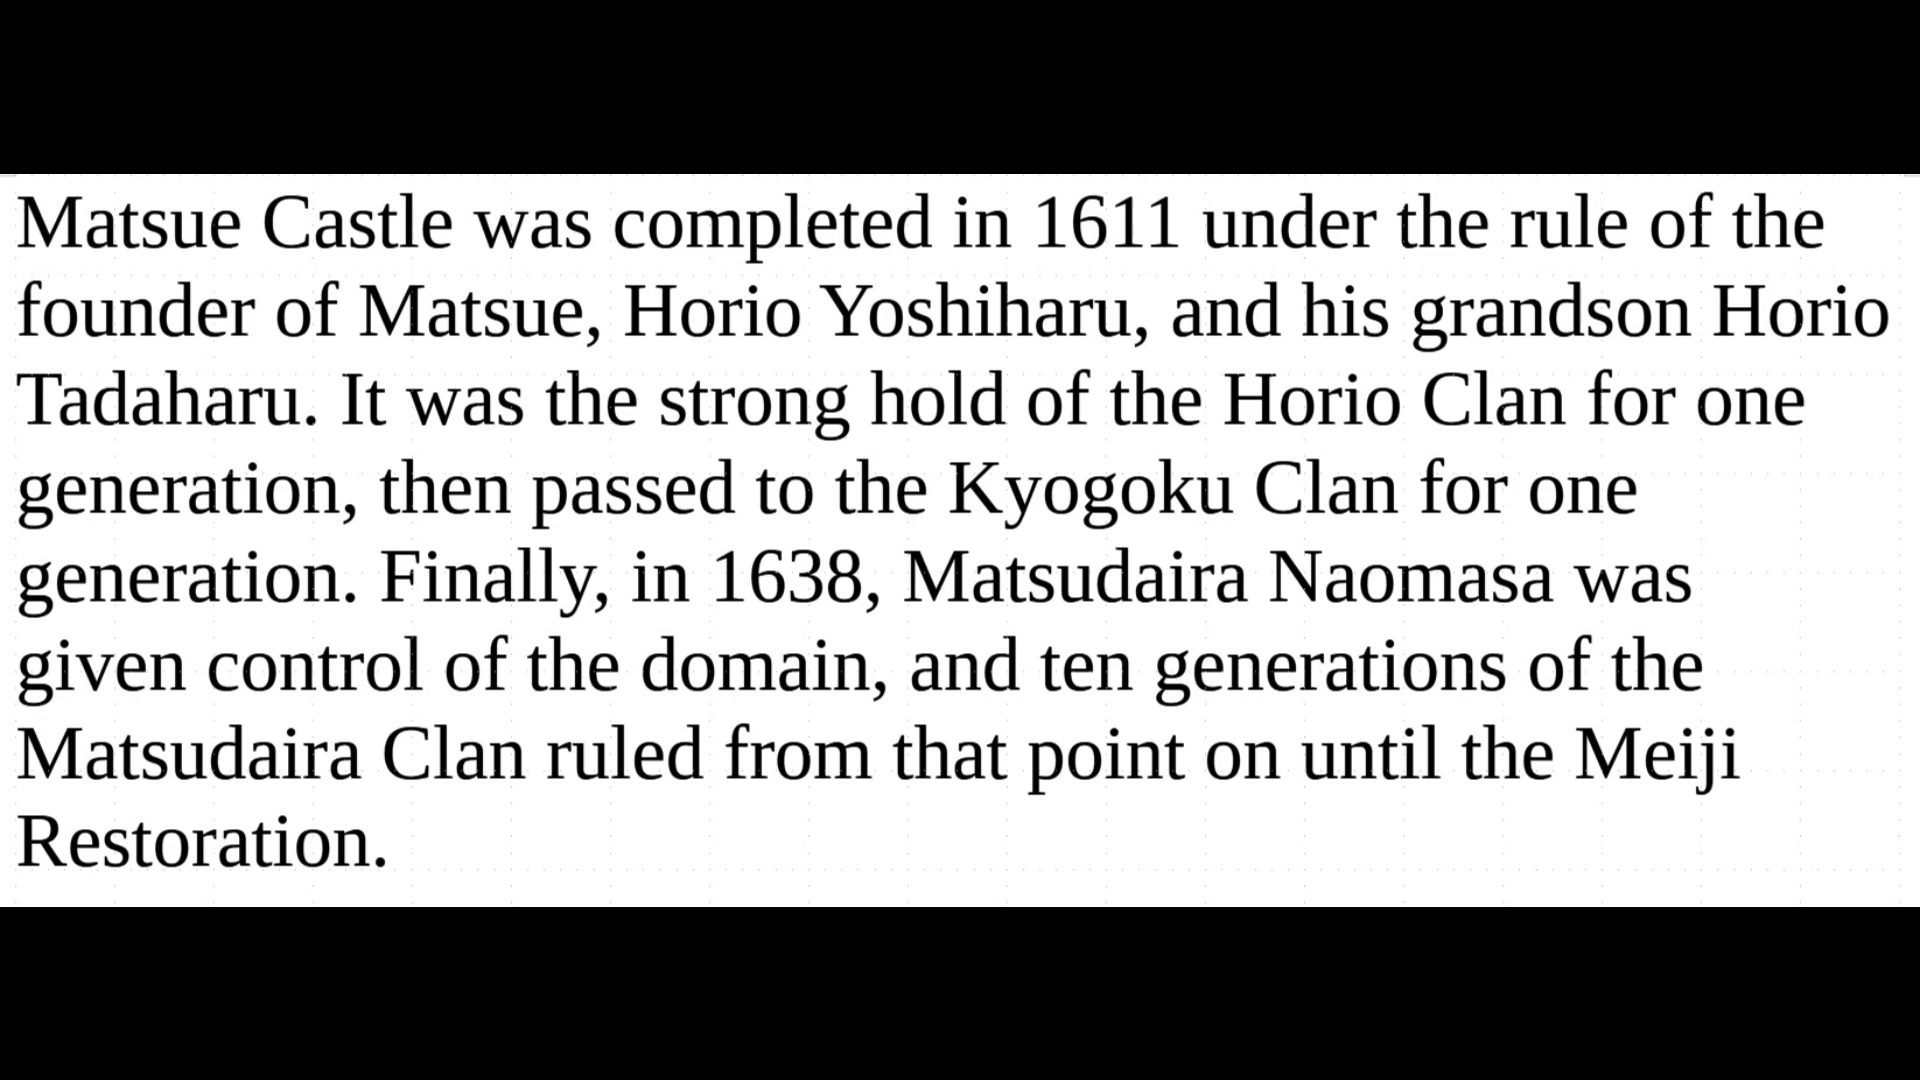 Matsue Castle was completed in 1611 under the rule of the
founder of Matsue, Horio Yoshiharu, and his grandson Horio
Tadaharu. It was the strong hold of the Horio Clan for one
generation, then passed to the Kyogoku Clan for one
generation. Finally, in 1638, Matsudaira Naomasa was
given control of the domain, and ten generations of the
Matsudaira Clan ruled from that point on until the Meiji
Restoration.